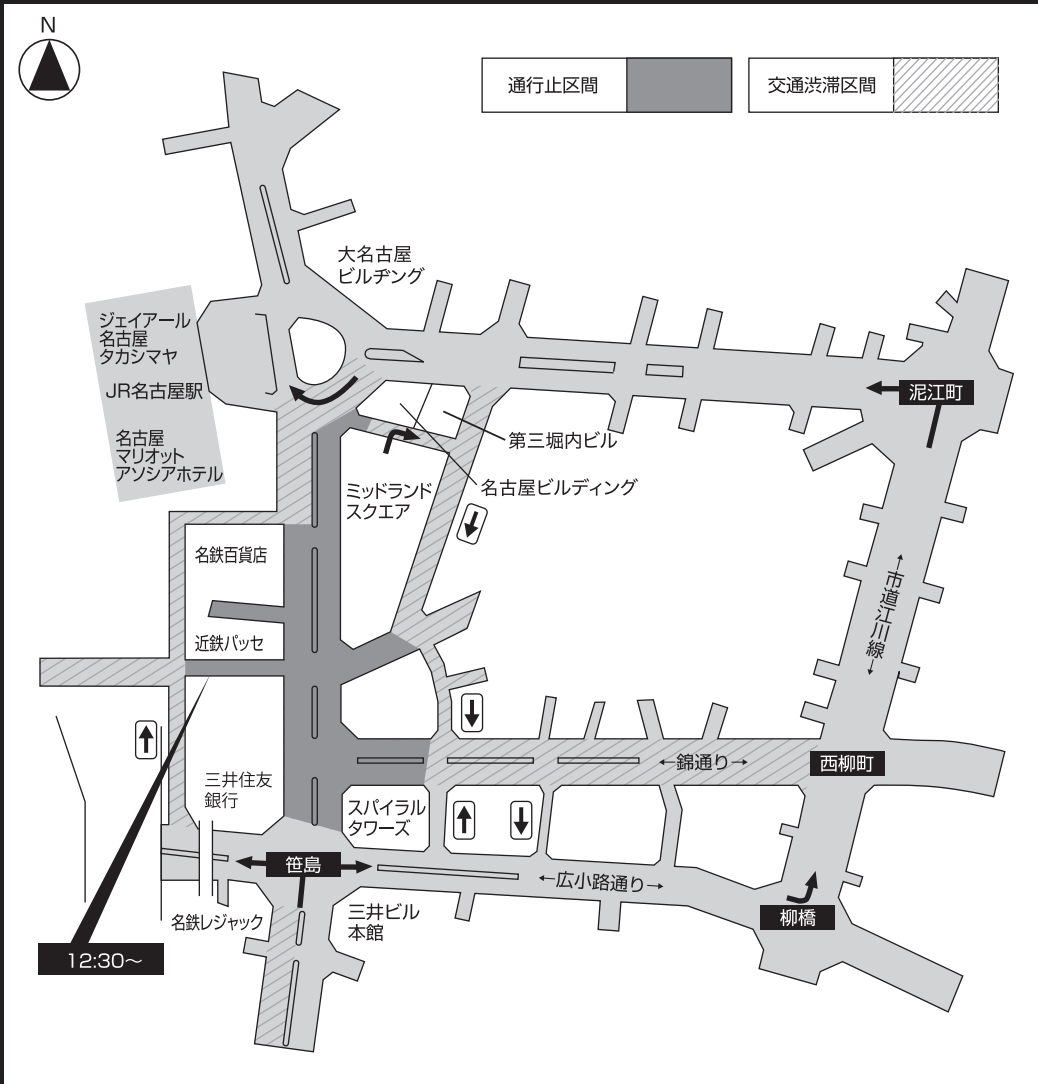 N
通行止区間
交通渋滞区間
大名古屋
ビルヂング
ジェイアール
名古屋
タカシマヤ
JR名古屋駅
名古屋
マリオット
アソシアホテル
泥江町
第三堀内ビル
名古屋ビルディング
ミッドランド
スクエア
名鉄百貨店
近鉄パッセ
←市道江川線→
←錦通り→
西柳町
三井住友
銀行
スパイラル
タワーズ
笹島
←広小路通り→
柳橋
名鉄レジャック
三井ビル
本館
12:30〜